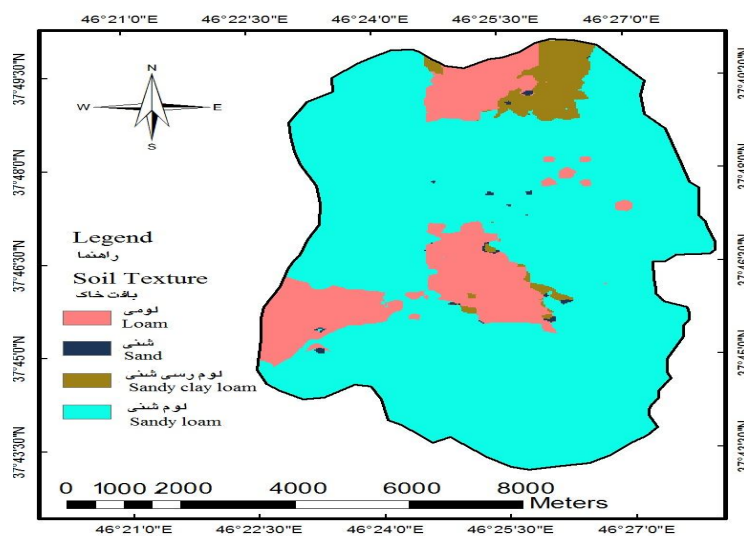 46°21'0"E 46°22'30"E 46°24'0"E 46°25'30"E 46°27'0"E
37°49'30"N
37°48'0"N
37°46'30"N
37°45'0"N
37°43'30"N
N
W E
S
Legend
راهنما
Soil Texture
بافت خاک
لومی
Loam
شنی
Sand
لوم رسی شنی
Sandy clay loam
لوم شنی
Sandy loam
0 1000 2000 4000 6000 8000
Meters
46°21'0"E 46°22'30"E 46°24'0"E 46°25'30"E 46°27'0"E